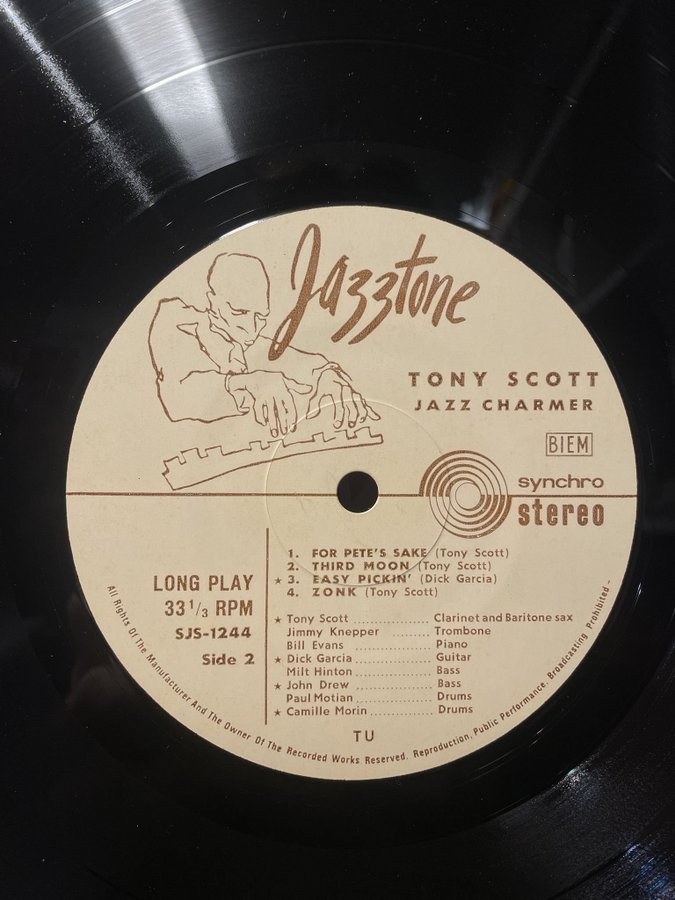 Jazztone
TONY SCOTT
JAZZ CHARMER
BIEM
synchro
stereo
LONG PLAY
33 1/3 RPM
SJS-1244
Side 2
1. FOR PETE'S SAKE (Tony Scott)
2. THIRD MOON (Tony Scott)
★ 3. EASY PICKIN' (Dick Garcia)
4. ZONK (Tony Scott)
★ Tony Scott .............. Clarinet and Baritone sax
Jimmy Knepper ....... Trombone
Bill Evans ............... Piano
★ Dick Garcia .............. Guitar
Milt Hinton .............. Bass
★ John Drew ............... Bass
Paul Motian .............. Drums
★ Camille Morin ........... Drums
TU
All Rights Of The Manufacturer And The Owner Of The Recorded Works Reserved. Reproduction, Public Performance, Broadcasting Prohibited -